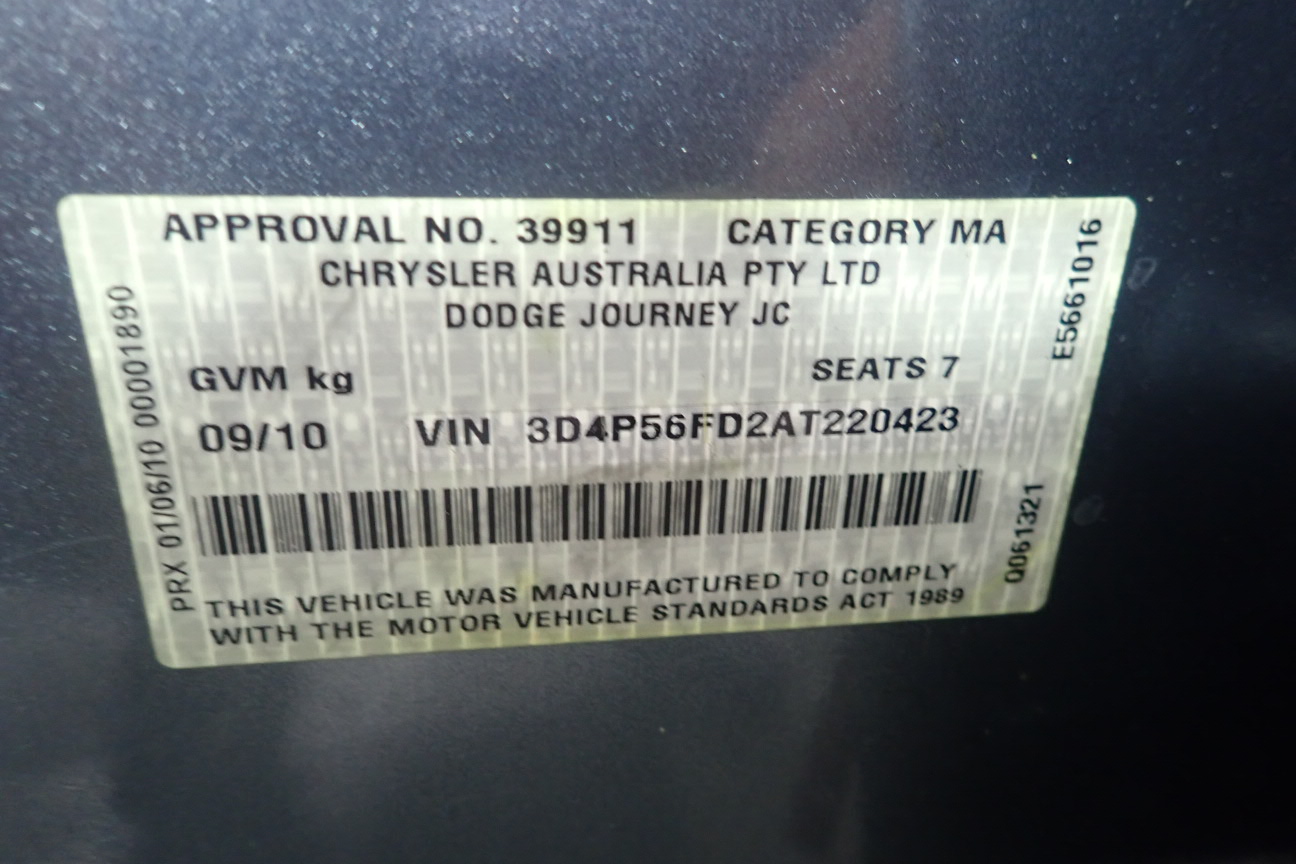 APPROVAL NO. 39911 CATEGORY MA
CHRYSLER AUSTRALIA PTY LTD
DODGE JOURNEY JC
GVM kg SEATS 7
09/10 VIN 3D4P56FD2AT220423
THIS VEHICLE WAS MANUFACTURED TO COMPLY
WITH THE MOTOR VEHICLE STANDARDS ACT 1989
PRX 01/06/10 00001890
E5661016
Q061321